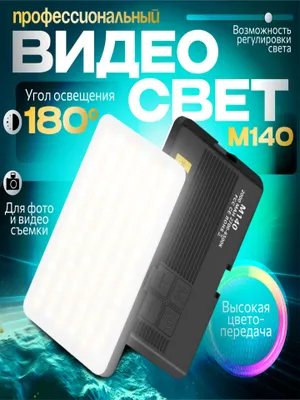 профессиональный
Возможность
регулировки
света
ВИДЕО
СВЕТ
M140
Угол освещения
180°
Для фото
и видео
съемки
M140
Высокая
цвето-
передача